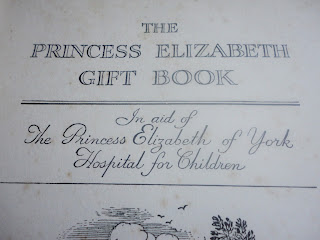 THE
PRINCESS ELIZABETH
GIFT BOOK
In aid of
The Princess Elizabeth of York
Hospital for Children